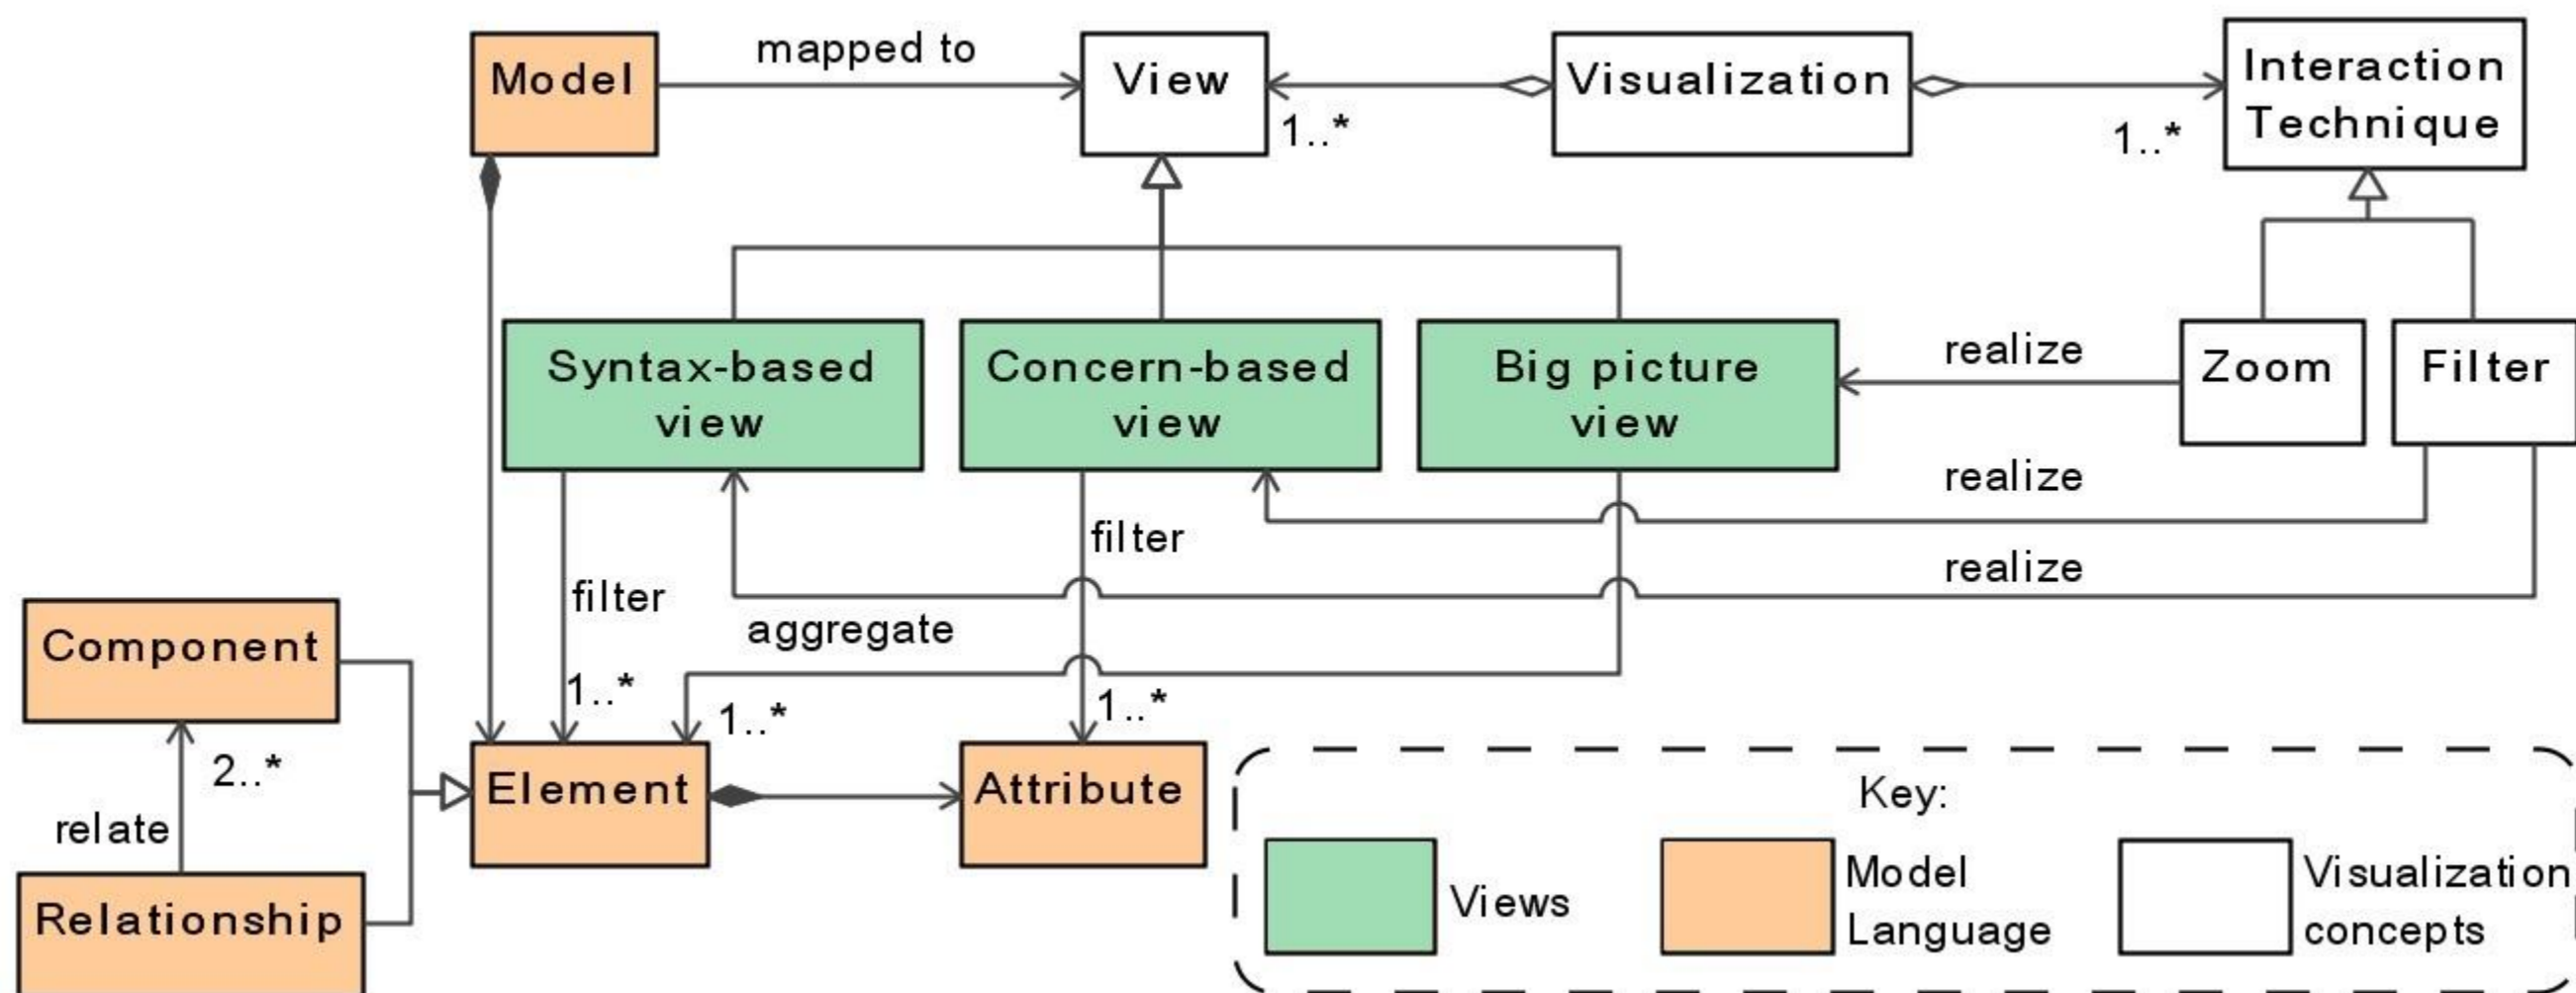 Model
mapped to
View
1..*
Visualization
1..*
Interaction
Technique
Syntax-based
view
Concern-based
view
Big picture
view
realize
Zoom
Filter
realize
filter
realize
filter
aggregate
1..*
1..*
1..*
Component
2..*
relate
Relationship
Element
Attribute
Key:
Views
Model
Language
Visualization
concepts